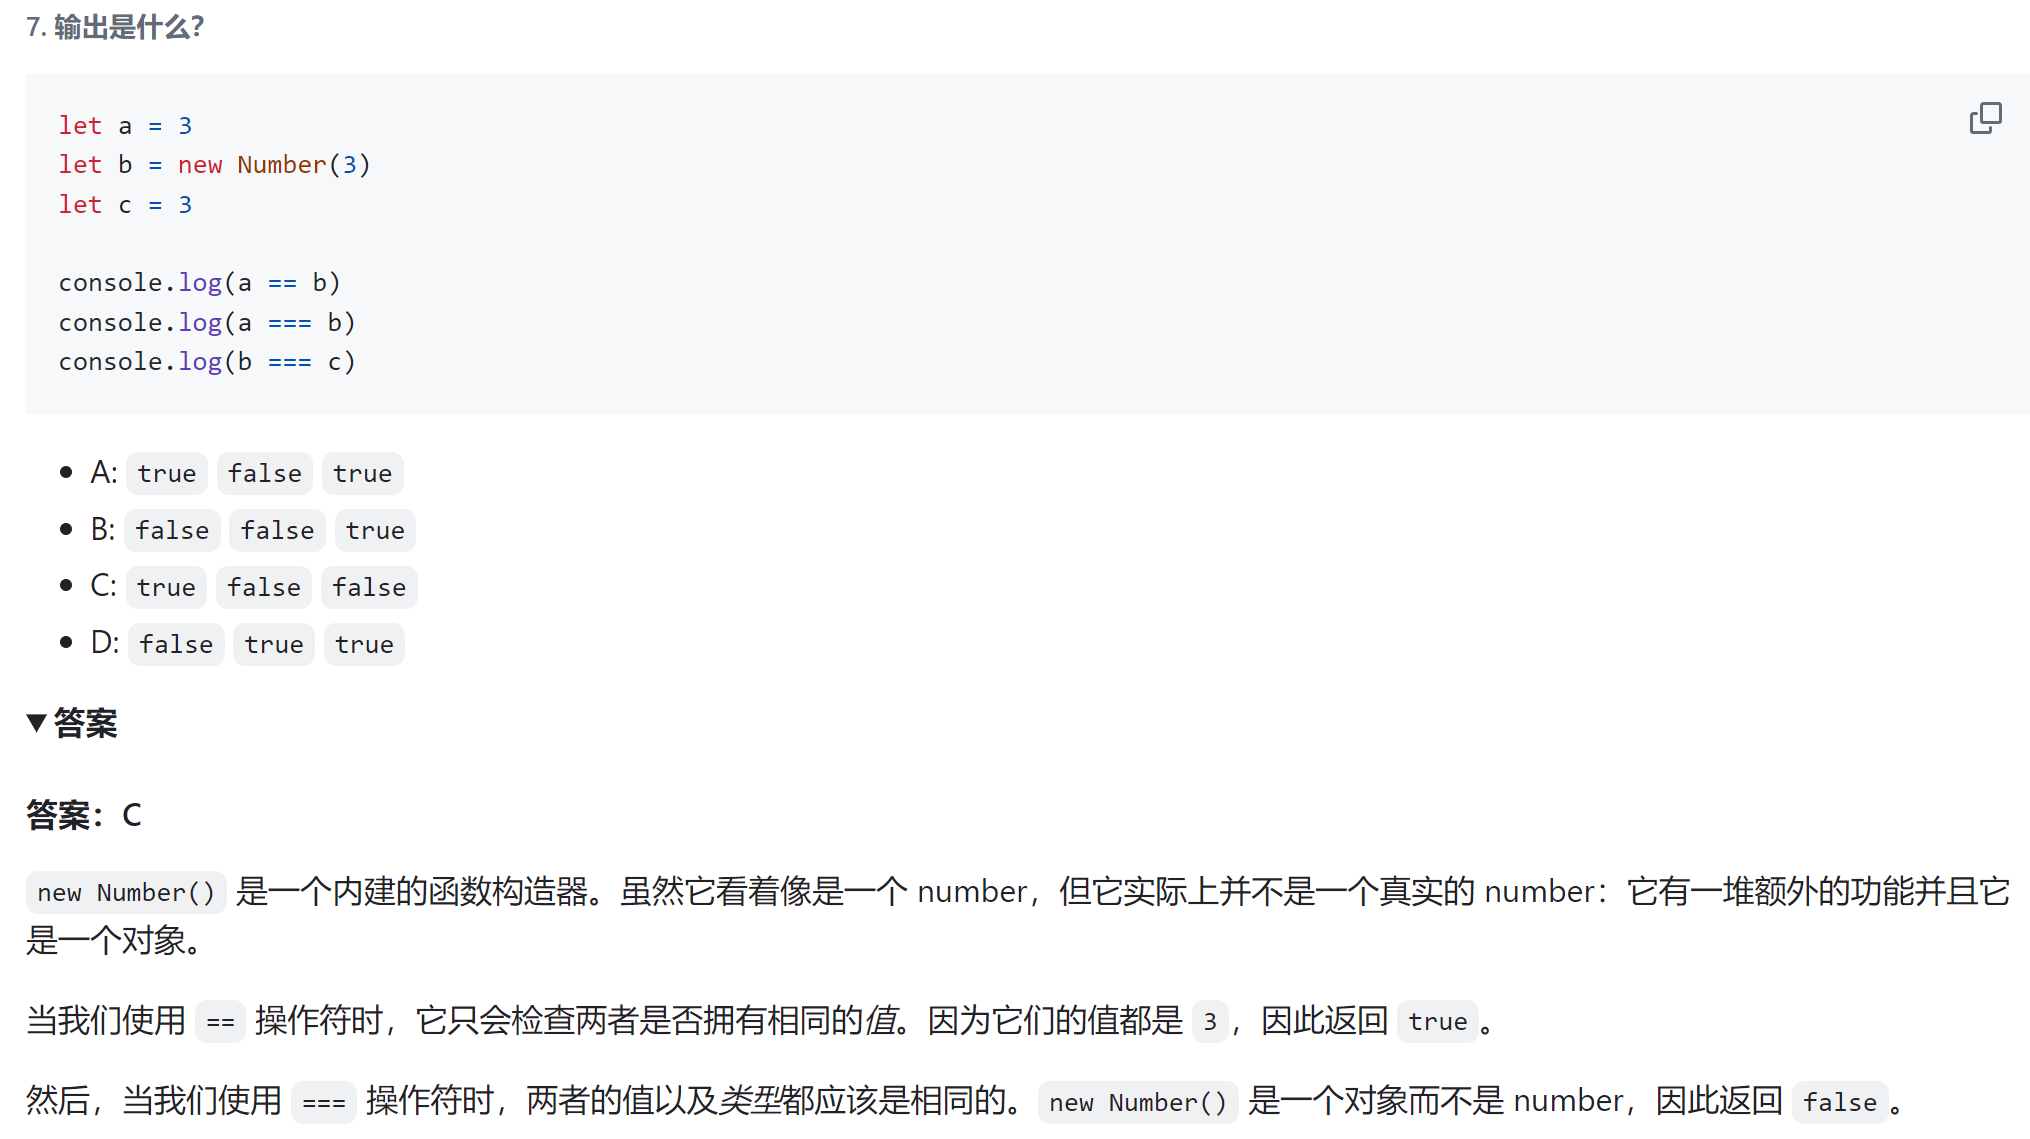 7. 输出是什么?
let a = 3
let b = new Number(3)
let c = 3
console.log(a == b)
console.log(a === b)
console.log(b === c)
A: true false true
B: false false true
C: true false false
D: false true true
答案
答案：C
new Number() 是一个内建的函数构造器。虽然它看着像是一个 number，但它实际上并不是一个真实的 number：它有一堆额外的功能并且它
是一个对象。
当我们使用 == 操作符时，它只会检查两者是否拥有相同的值。因为它们的值都是 3，因此返回 true。
然后，当我们使用 === 操作符时，两者的值以及类型都应该是相同的。new Number() 是一个对象而不是 number，因此返回 false。